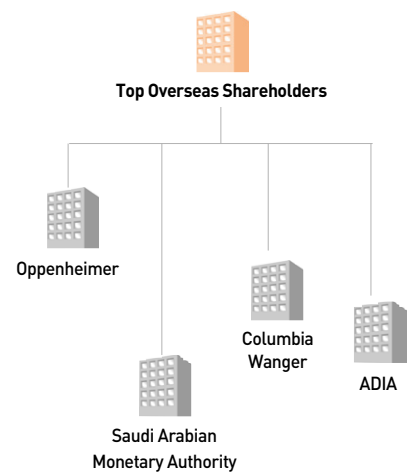 Top Overseas Shareholders
Oppenheimer
Columbia
Wanger
ADIA
Saudi Arabian
Monetary Authority